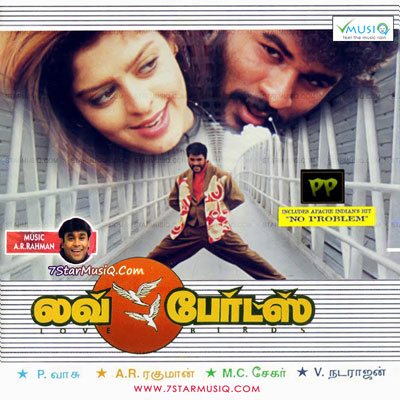 VMUSIQ
feel the music rain
PP
INCLUDES APACHE INDIAN'S HIT
"NO PROBLEM"
MUSIC
A.R.RAHMAN
7StarMusiQ.Com
லவ் பேர்ட்ஸ்
LOVE BIRDS
★ P. வாசு ★ A.R. ரகுமான் ★ M.C. சேகர் ★ V. நடராஜன்
WWW.7STARMUSIQ.COM